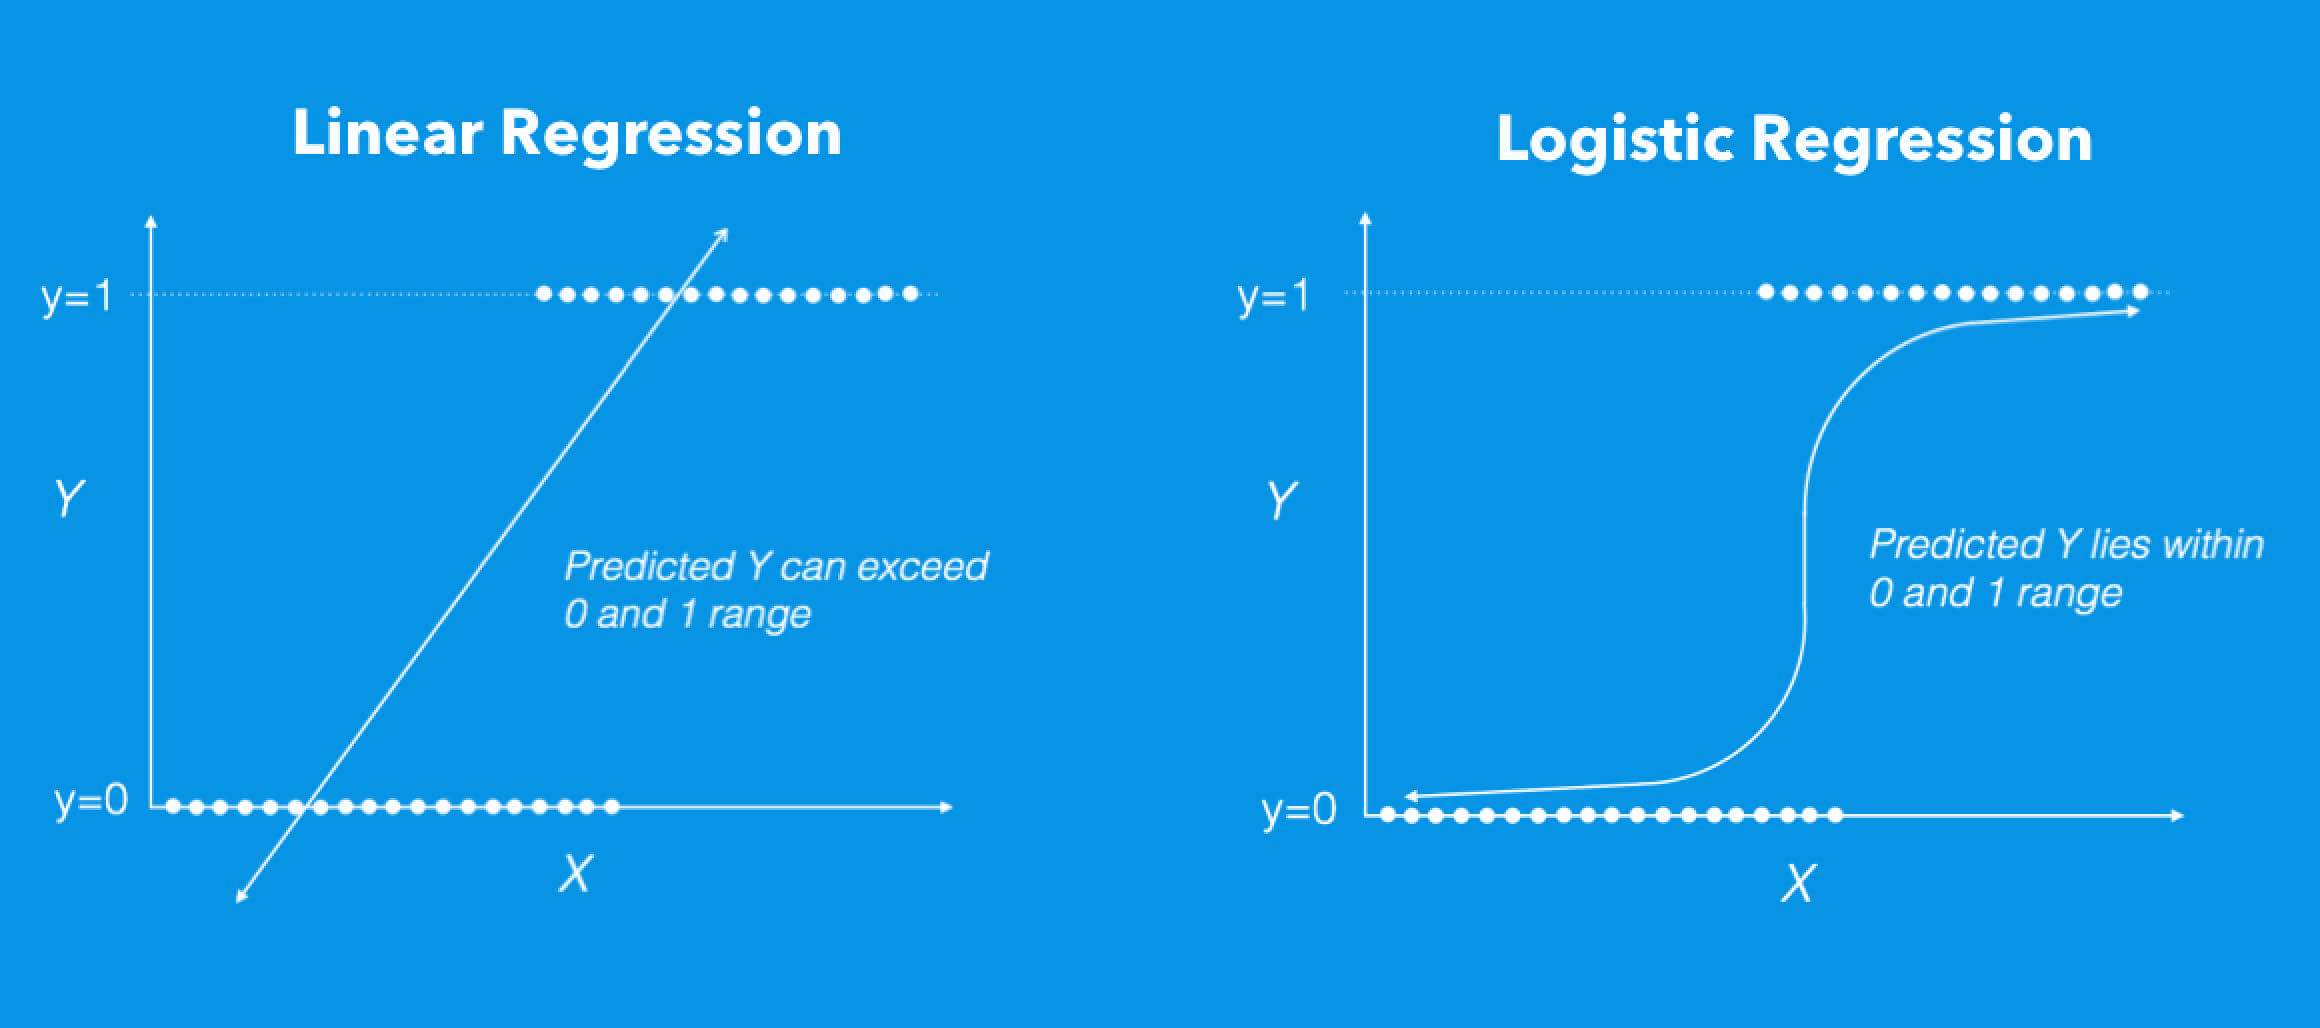 Linear Regression
y=1
Y
Predicted Y can exceed
0 and 1 range
y=0
X
Logistic Regression
y=1
Y
Predicted Y lies within
0 and 1 range
y=0
X